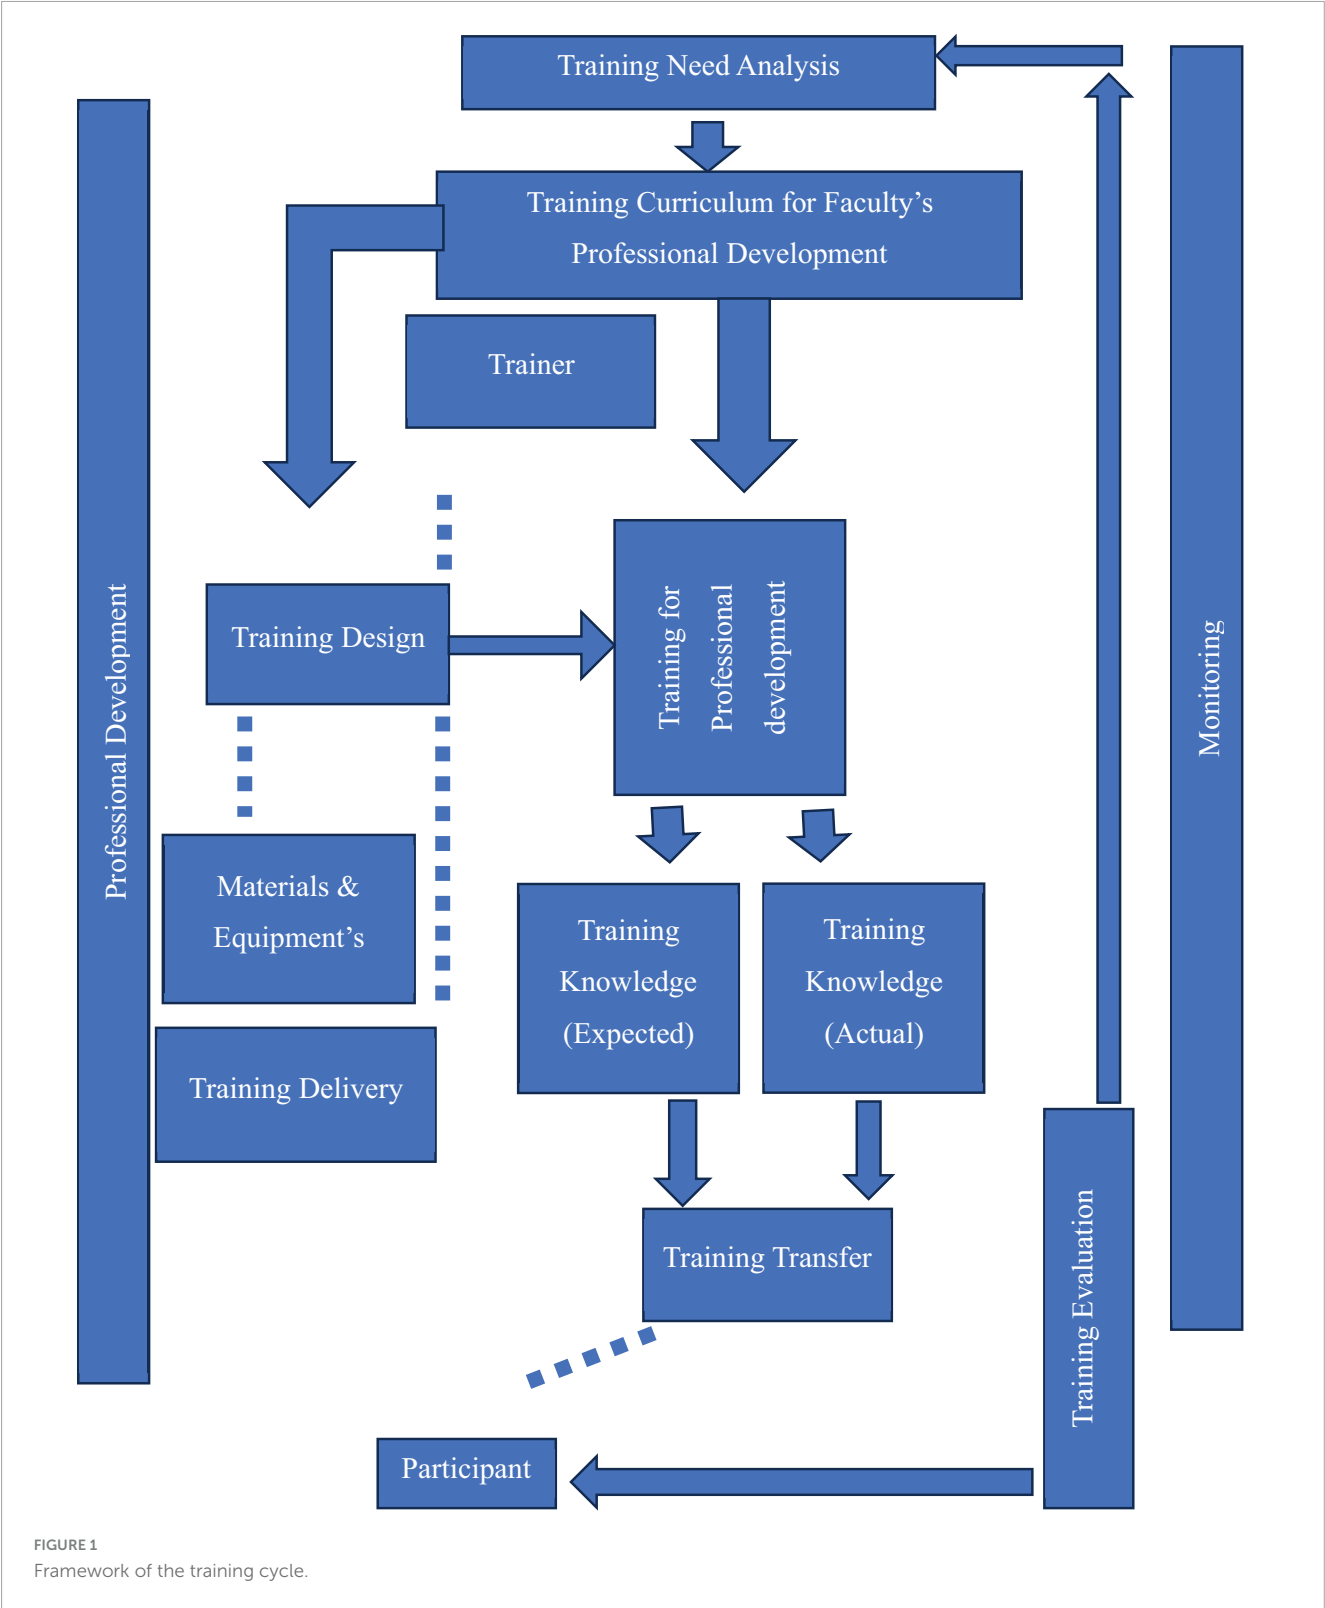 Training Need Analysis
Training Curriculum for Faculty’s
Professional Development
Trainer
Professional Development
Training Design
Training for
Professional
development
Monitoring
Materials &
Equipment’s
Training
Knowledge
(Expected)
Training
Knowledge
(Actual)
Training Delivery
Training Transfer
Training Evaluation
Participant
FIGURE 1
Framework of the training cycle.